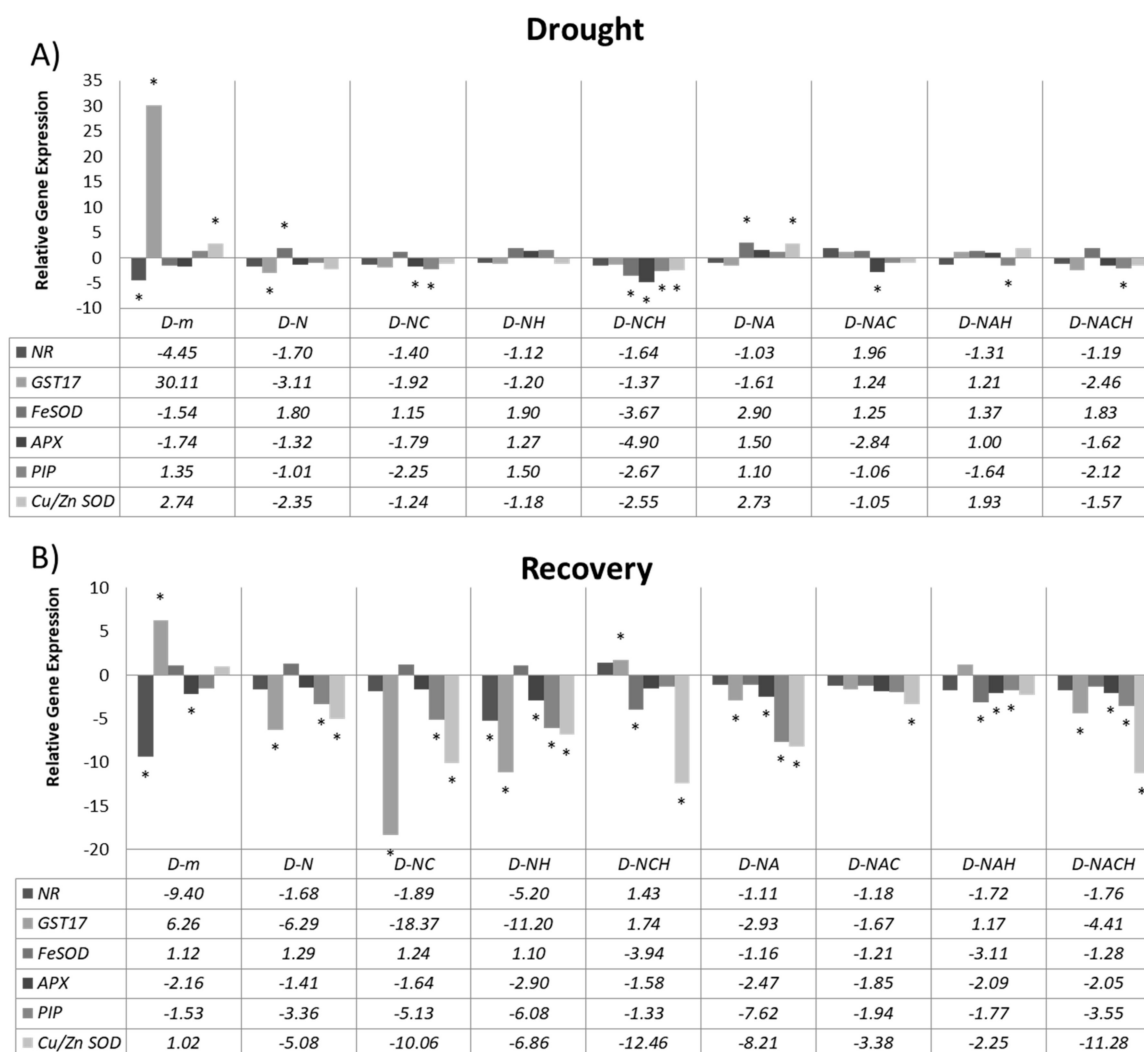 Drought
A)
Relative Gene Expression
35
30
25
20
15
10
5
0
-5
-10
* * * * * * * * * * * * * * * *
D-m D-N D-NC D-NH D-NCH D-NA D-NAC D-NAH D-NACH
NR -4.45 -1.70 -1.40 -1.12 -1.64 -1.03 1.96 -1.31 -1.19
GST17 30.11 -3.11 -1.92 -1.20 -1.37 -1.61 1.24 1.21 -2.46
FeSOD -1.54 1.80 1.15 1.90 -3.67 2.90 1.25 1.37 1.83
APX -1.74 -1.32 -1.79 1.27 -4.90 1.50 -2.84 1.00 -1.62
PIP 1.35 -1.01 -2.25 1.50 -2.67 1.10 -1.06 -1.64 -2.12
Cu/Zn SOD 2.74 -2.35 -1.24 -1.18 -2.55 2.73 -1.05 1.93 -1.57
B)
Recovery
Relative Gene Expression
10
5
0
-5
-10
-15
-20
* * * * * * * * * * * * * * * * * * * * * * * * * * * *
D-m D-N D-NC D-NH D-NCH D-NA D-NAC D-NAH D-NACH
NR -9.40 -1.68 -1.89 -5.20 1.43 -1.11 -1.18 -1.72 -1.76
GST17 6.26 -6.29 -18.37 -11.20 1.74 -2.93 -1.67 1.17 -4.41
FeSOD 1.12 1.29 1.24 1.10 -3.94 -1.16 -1.21 -3.11 -1.28
APX -2.16 -1.41 -1.64 -2.90 -1.58 -2.47 -1.85 -2.09 -2.05
PIP -1.53 -3.36 -5.13 -6.08 -1.33 -7.62 -1.94 -1.77 -3.55
Cu/Zn SOD 1.02 -5.08 -10.06 -6.86 -12.46 -8.21 -3.38 -2.25 -11.28